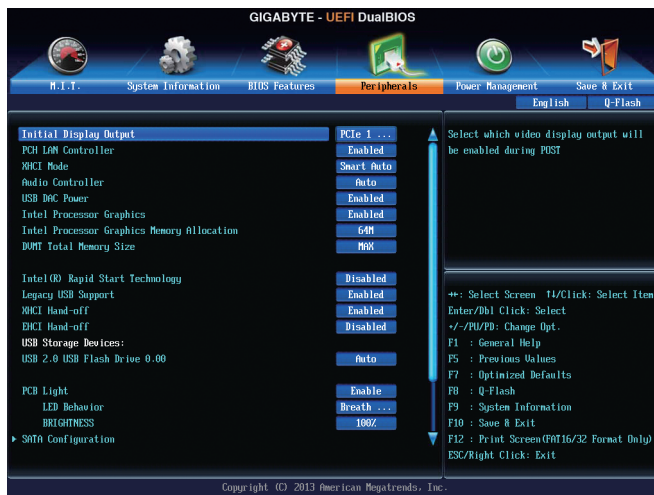 GIGABYTE - UEFI DualBIOS
M.I.T. System Information BIOS Features Peripherals Power Management Save & Exit
English Q-Flash
Initial Display Output PCIe 1 ...
PCH LAN Controller Enabled
XHCI Mode Smart Auto
Audio Controller Auto
USB DAC Power Enabled
Intel Processor Graphics Enabled
Intel Processor Graphics Memory Allocation 64M
DVMT Total Memory Size MAX
Intel(R) Rapid Start Technology Disabled
Legacy USB Support Enabled
XHCI Hand-off Enabled
EHCI Hand-off Disabled
USB Storage Devices:
USB 2.0 USB Flash Drive 0.00 Auto
PCB Light Enable
LED Behavior Breath ...
BRIGHTNESS 100%
SATA Configuration
Select which video display output will
be enabled during POST
→←: Select Screen ↑↓/Click: Select Item
Enter/Dbl Click: Select
+/-/PU/PD: Change Opt.
F1 : General Help
F5 : Previous Values
F7 : Optimized Defaults
F8 : Q-Flash
F9 : System Information
F10 : Save & Exit
F12 : Print Screen(FAT16/32 Format Only)
ESC/Right Click: Exit
Copyright (C) 2013 American Megatrends, Inc.